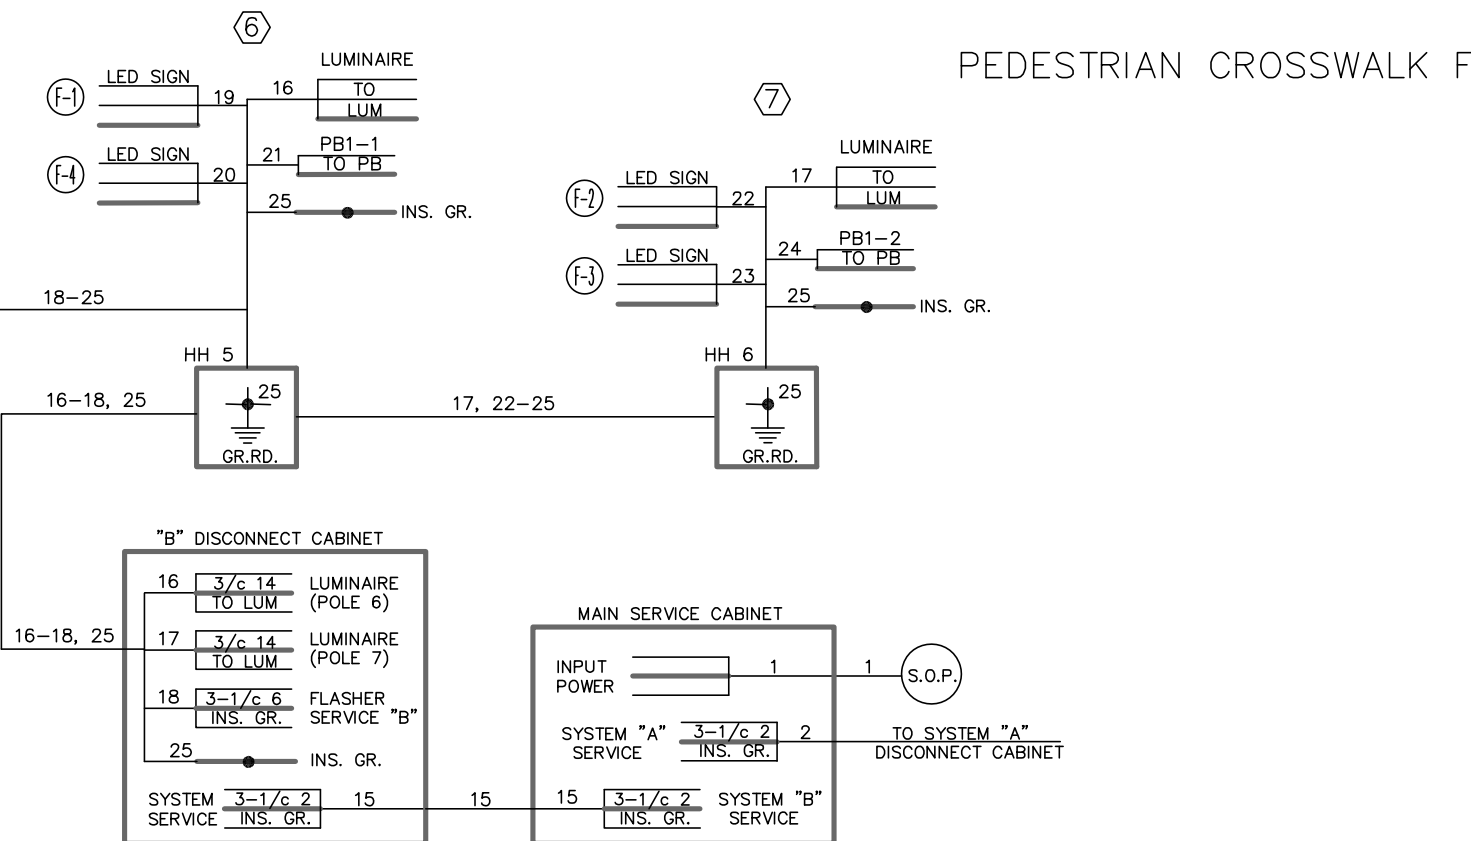 PEDESTRIAN CROSSWALK F
6
LUMINAIRE
LED SIGN
F-1
19
16
TO
LUM
PB1-1
21
TO PB
LED SIGN
F-4
20
25
INS. GR.
18-25
HH 5
25
GR.RD.
16-18, 25
17, 22-25
7
LUMINAIRE
LED SIGN
F-2
22
17
TO
LUM
PB1-2
24
TO PB
LED SIGN
F-3
23
25
INS. GR.
HH 6
25
GR.RD.
"B" DISCONNECT CABINET
16
3/c 14
TO LUM
LUMINAIRE
(POLE 6)
16-18, 25
17
3/c 14
TO LUM
LUMINAIRE
(POLE 7)
18
3-1/c 6
INS. GR.
FLASHER
SERVICE "B"
25
INS. GR.
SYSTEM
SERVICE
3-1/c 2
INS. GR.
15
15
MAIN SERVICE CABINET
INPUT
POWER
1
1
S.O.P.
SYSTEM "A"
SERVICE
3-1/c 2
INS. GR.
2
TO SYSTEM "A"
DISCONNECT CABINET
15
3-1/c 2
INS. GR.
SYSTEM "B"
SERVICE